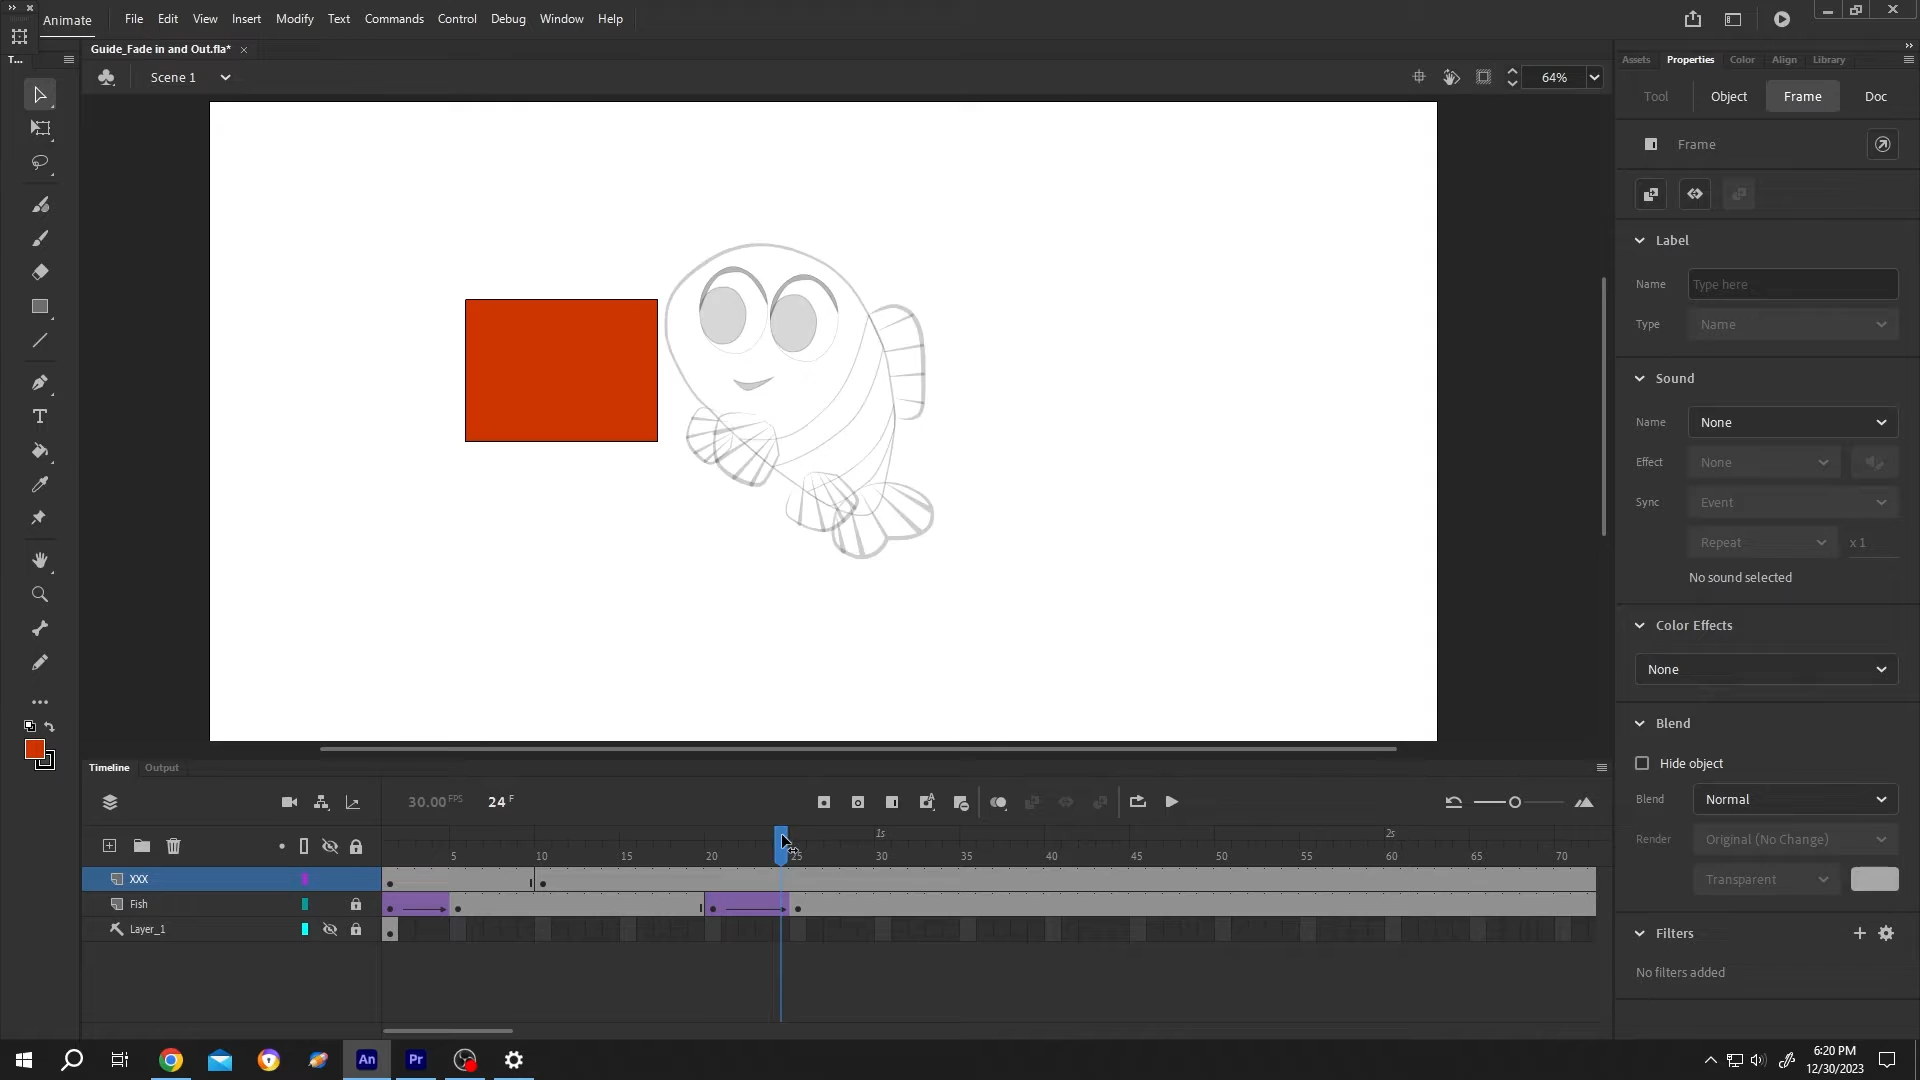 Animate File Edit View Insert Modify Text Commands Control Debug Window Help
Guide_Fade in and Out.fla*
T...
Scene 1
64%
Assets Properties Color Align Library
Tool Object Frame Doc
Frame
Label
Name Type here
Type Name
Sound
Name None
Effect None
Sync Event
Repeat x 1
No sound selected
Color Effects
None
Blend
Hide object
Blend Normal
Render Original (No Change)
Transparent
Filters
No filters added
T
Timeline Output
30.00 FPS 24 F
1s 2s
5 10 15 20 25 30 35 40 45 50 55 60 65 70
XXX
Fish
Layer_1
An Pr
6:20 PM
12/30/2023